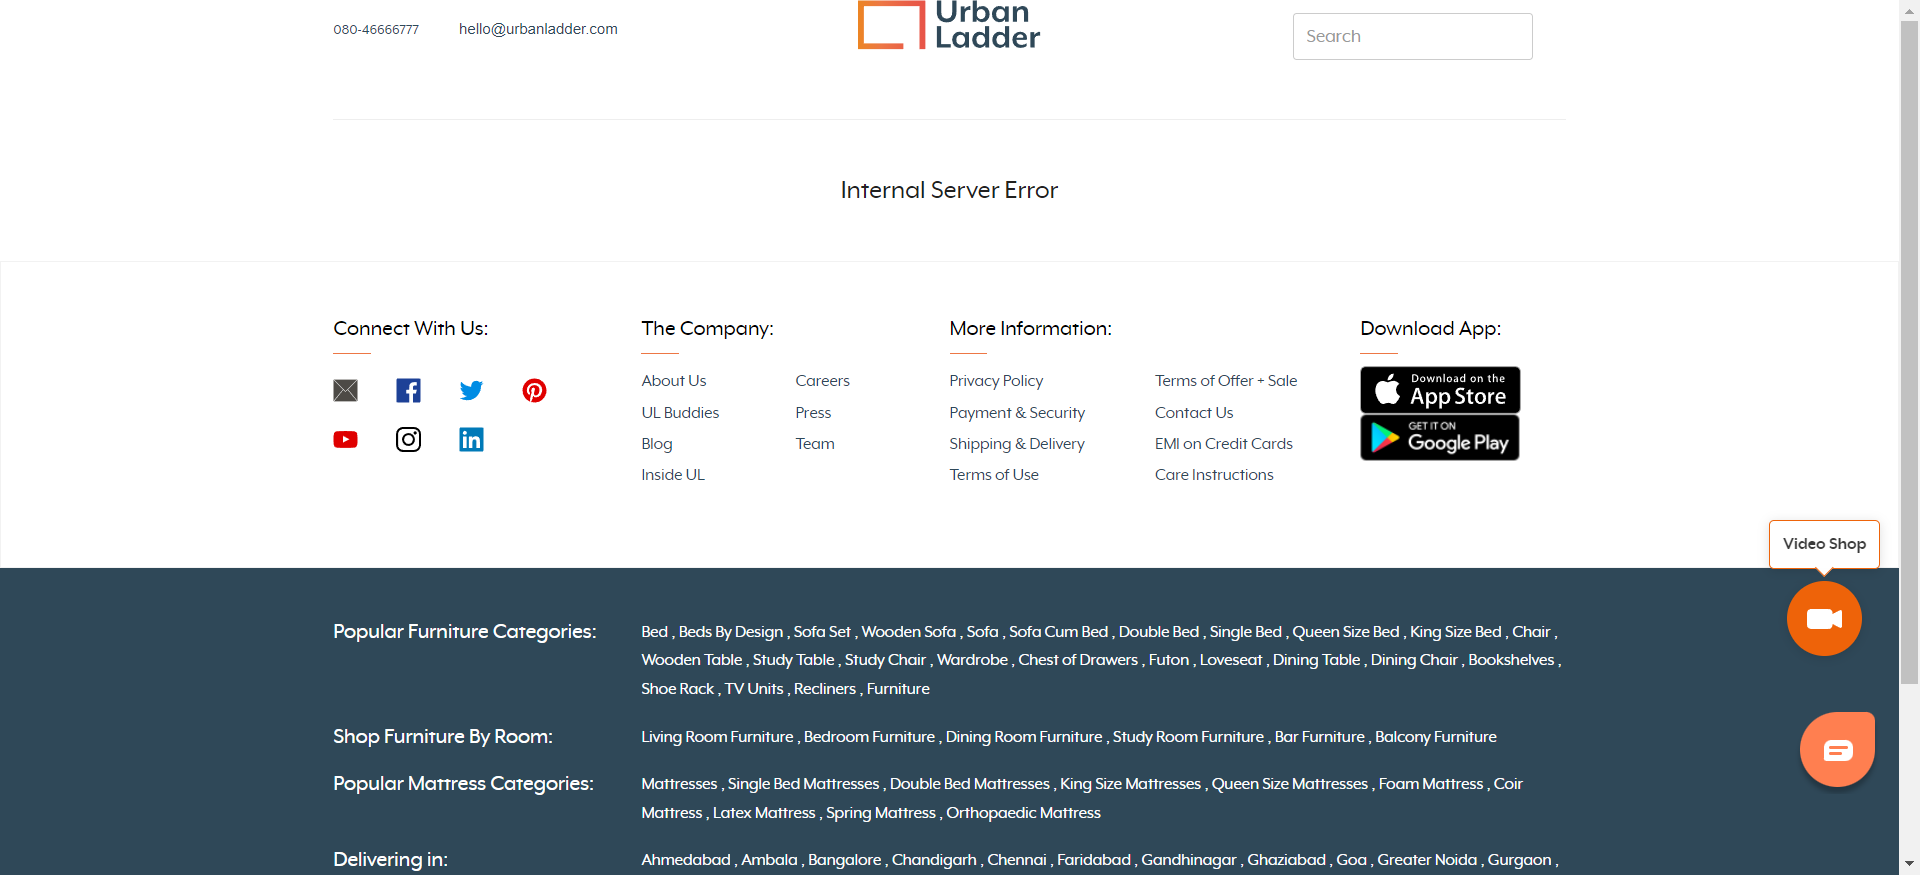 080-46666777
hello@urbanladder.com
Urban
Ladder
Search
Internal Server Error
Connect With Us:
The Company:
About Us
Careers
UL Buddies
Press
Blog
Team
Inside UL
More Information:
Privacy Policy
Terms of Offer + Sale
Payment & Security
Contact Us
Shipping & Delivery
EMI on Credit Cards
Terms of Use
Care Instructions
Download App:
Download on the
App Store
GET IT ON
Google Play
Video Shop
Popular Furniture Categories:
Bed , Beds By Design , Sofa Set , Wooden Sofa , Sofa , Sofa Cum Bed , Double Bed , Single Bed , Queen Size Bed , King Size Bed , Chair ,
Wooden Table , Study Table , Study Chair , Wardrobe , Chest of Drawers , Futon , Loveseat , Dining Table , Dining Chair , Bookshelves ,
Shoe Rack , TV Units , Recliners , Furniture
Shop Furniture By Room:
Living Room Furniture , Bedroom Furniture , Dining Room Furniture , Study Room Furniture , Bar Furniture , Balcony Furniture
Popular Mattress Categories:
Mattresses , Single Bed Mattresses , Double Bed Mattresses , King Size Mattresses , Queen Size Mattresses , Foam Mattress , Coir
Mattress , Latex Mattress , Spring Mattress , Orthopaedic Mattress
Delivering in:
Ahmedabad , Ambala , Bangalore , Chandigarh , Chennai , Faridabad , Gandhinagar , Ghaziabad , Goa , Greater Noida , Gurgaon ,